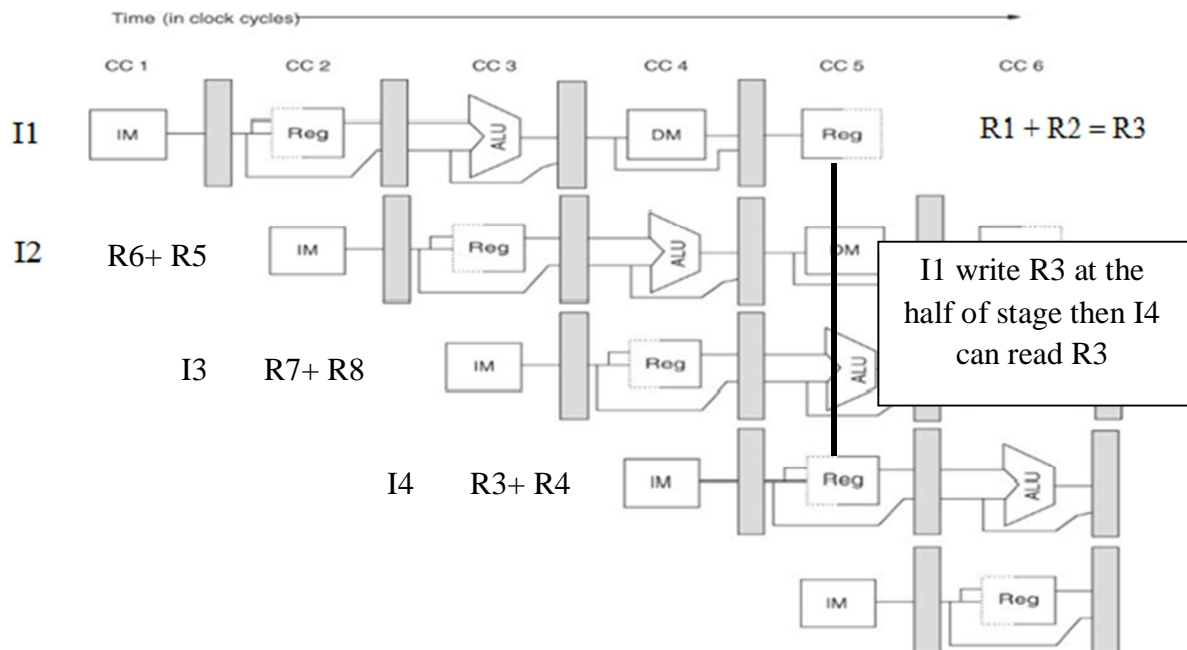 Time (in clock cycles)
CC 1 CC 2 CC 3 CC 4 CC 5 CC 6
I1 IM Reg ALU DM Reg R1 + R2 = R3
I2 R6+ R5 IM Reg ALU DM
I1 write R3 at the
half of stage then I4
can read R3
I3 R7+ R8 IM Reg ALU
I4 R3+ R4 IM Reg ALU
IM Reg